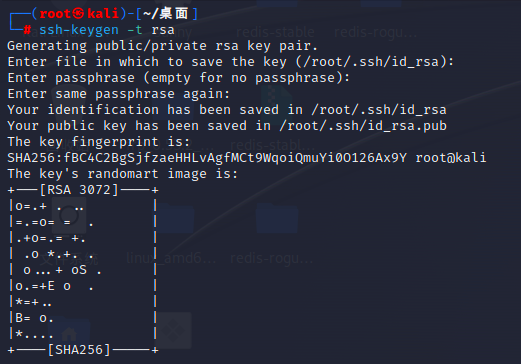 ┌──(root㉿kali)-[~/桌面]
└─# ssh-keygen -t rsa
Generating public/private rsa key pair.
Enter file in which to save the key (/root/.ssh/id_rsa):
Enter passphrase (empty for no passphrase):
Enter same passphrase again:
Your identification has been saved in /root/.ssh/id_rsa
Your public key has been saved in /root/.ssh/id_rsa.pub
The key fingerprint is:
SHA256:fBC4C2BgSjfzaeHHLvAgfMCt9WqoiQmuYi0O126Ax9Y root@kali
The key's randomart image is:
+---[RSA 3072]----+
|o=.+ . ..        |
|=.=o= =  .       |
|.+o=.= +.        |
| .o *.+. .       |
| o...+ oS .      |
|o.=+E o  .       |
|*=+..            |
|B= o.            |
|*....            |
+----[SHA256]-----+